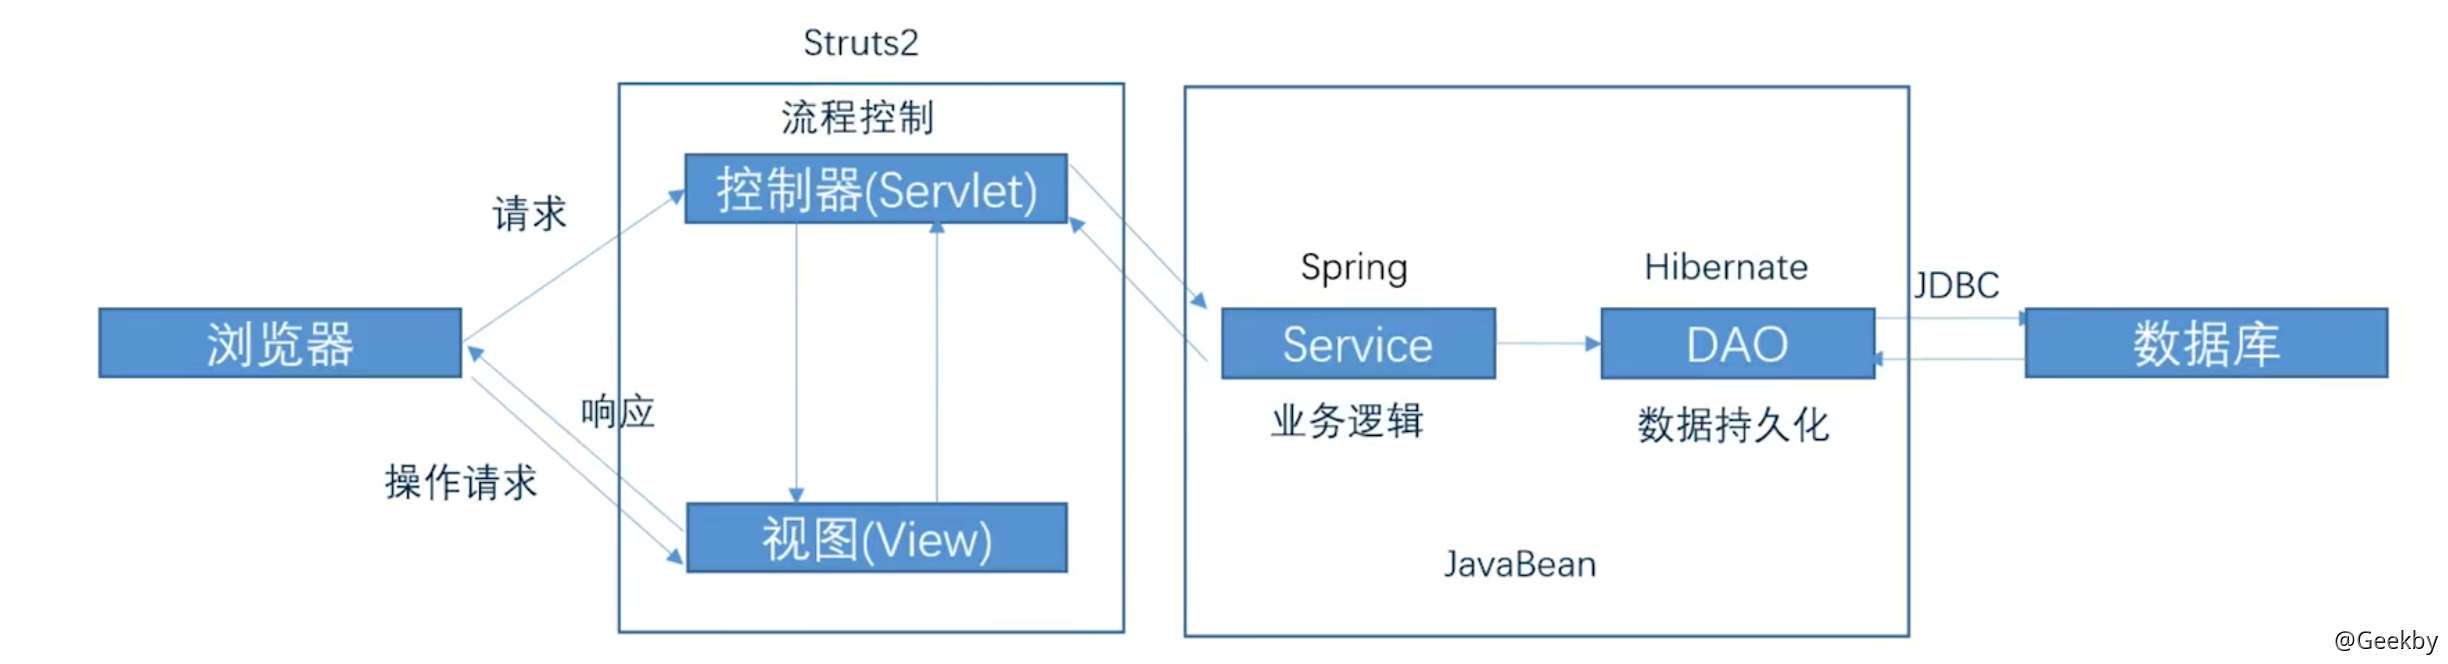 Struts2
流程控制
控制器(Servlet)
请求
Spring
Hibernate
JDBC
浏览器
Service
DAO
数据库
响应
业务逻辑
数据持久化
操作请求
视图(View)
JavaBean
@Geekby